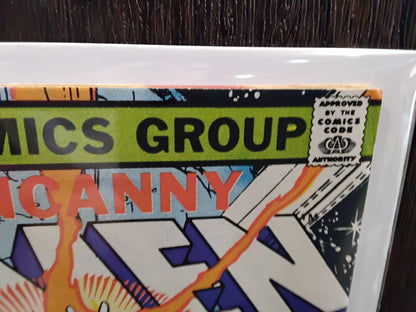 MICS GROUP
APPROVED
BY THE
COMICS
CODE
CA
AUTHORITY
NCANNY
MEN